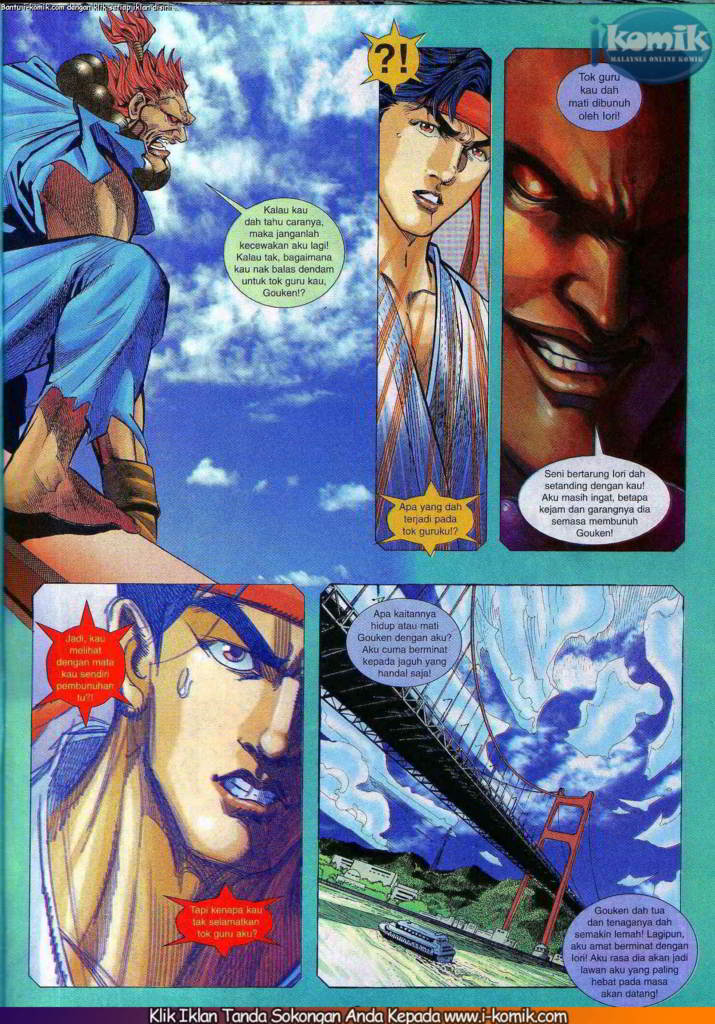 Bantu i-komik.com dengan klik setiap iklan disini
i komik
MALAYSIA ONLINE KOMIK
Kalau kau
dah tahu caranya,
maka janganlah
kecewakan aku lagi!
Kalau tak, bagaimana
kau nak balas dendam
untuk tok guru kau,
Gouken!?
?!
Apa yang dah
terjadi pada
tok guruku!?
Tok guru
kau dah
mati dibunuh
oleh Iori!
Seni bertarung Iori dah
setanding dengan kau!
Aku masih ingat, betapa
kejam dan garangnya dia
semasa membunuh
Gouken!
Jadi, kau
melihat
dengan mata
kau sendiri
pembunuhan
tu?!
Tapi kenapa kau
tak selamatkan
tok guru aku?
Apa kaitannya
hidup atau mati
Gouken dengan aku?
Aku cuma berminat
kepada jaguh yang
handal saja!
Gouken dah tua
dan tenaganya dah
semakin lemah! Lagipun,
aku amat berminat dengan
Iori! Aku rasa dia akan jadi
lawan aku yang paling
hebat pada masa
akan datang!
Klik Iklan Tanda Sokongan Anda Kepada www.i-komik.com